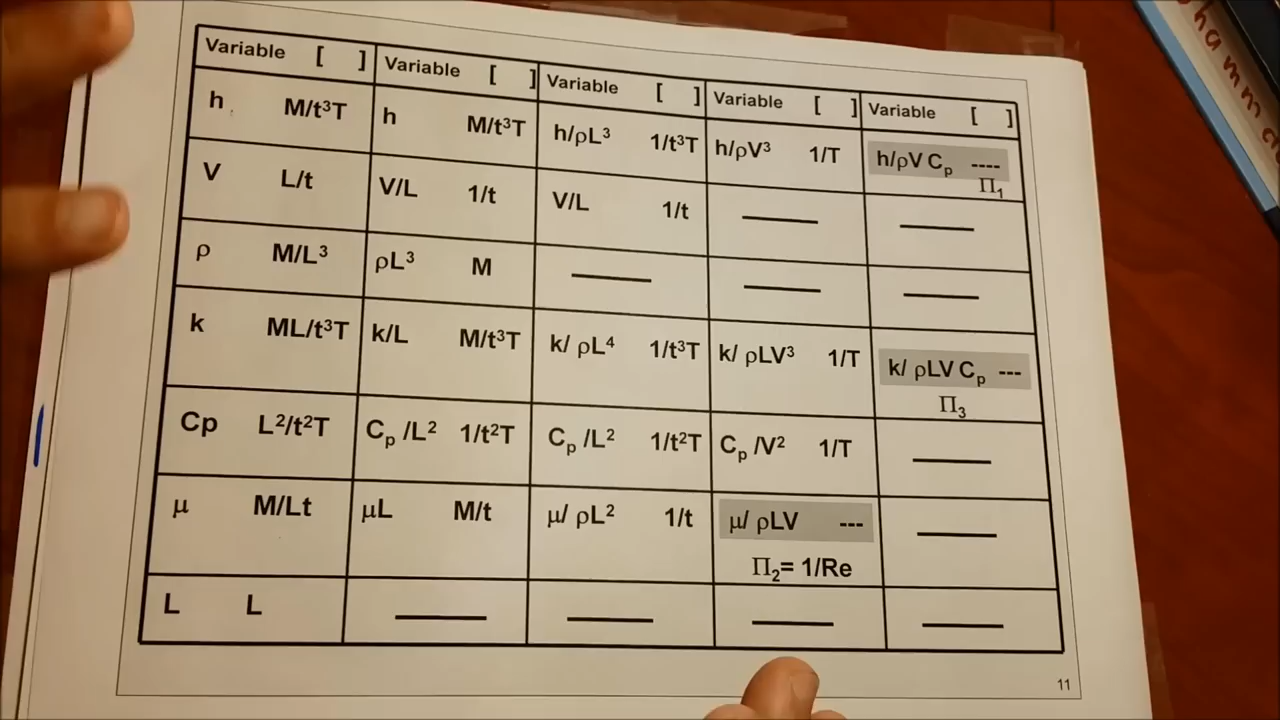 Variable [ ] Variable [ ] Variable [ ] Variable [ ] Variable [ ]
h M/t³T h M/t³T h/ρL³ 1/t³T h/ρV³ 1/T h/ρV Cp ----
Π₁
V L/t V/L 1/t V/L 1/t
ρ M/L³ ρL³ M
k ML/t³T k/L M/t³T k/ ρL⁴ 1/t³T k/ ρLV³ 1/T k/ ρLV Cp ---
Π₃
Cp L²/t²T Cp /L² 1/t²T Cp /L² 1/t²T Cp /V² 1/T
μ M/Lt μL M/t μ/ ρL² 1/t μ/ ρLV ---
Π₂= 1/Re
L L
11